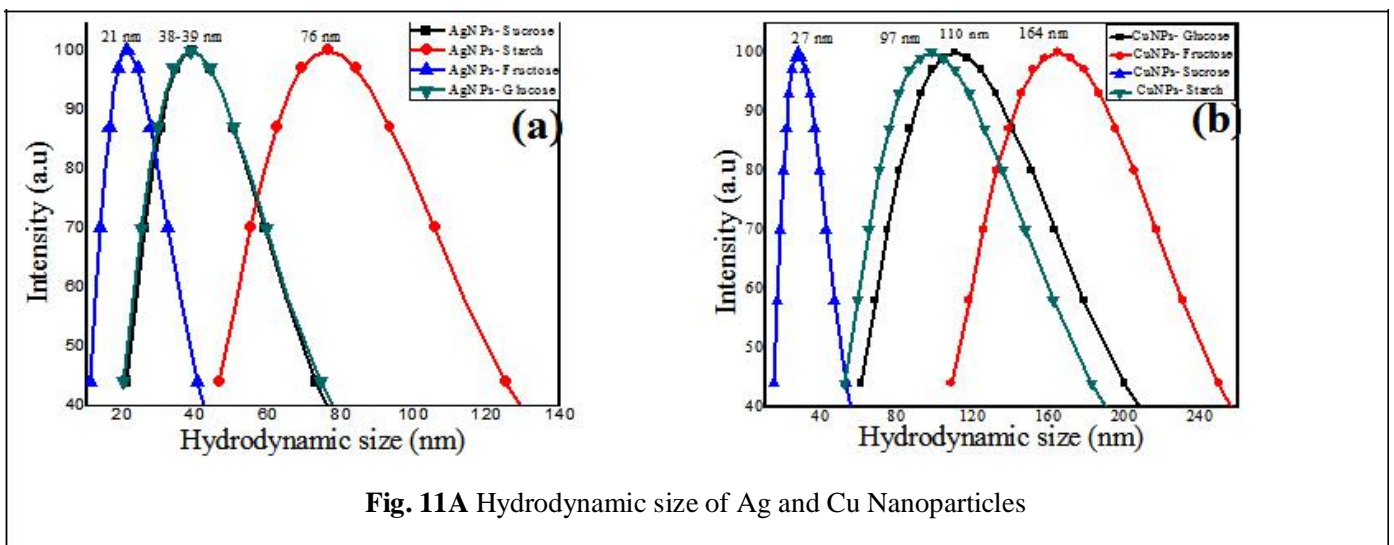 21 nm 38-39 nm 76 nm
AgNPs-Sucrose
AgNPs-Starch
AgNPs-Fructose
AgNPs-Glucose
(a)
100
90
80
70
60
50
40
Intensity (a.u)
20 40 60 80 100 120 140
Hydrodynamic size (nm)
27 nm 97 nm 110 nm 164 nm
CuNPs-Glucose
CuNPs-Fructose
CuNPs-Sucrose
CuNPs-Starch
(b)
100
90
80
70
60
50
40
Intensity (a.u)
40 80 120 160 200 240
Hydrodynamic size (nm)
Fig. 11A Hydrodynamic size of Ag and Cu Nanoparticles